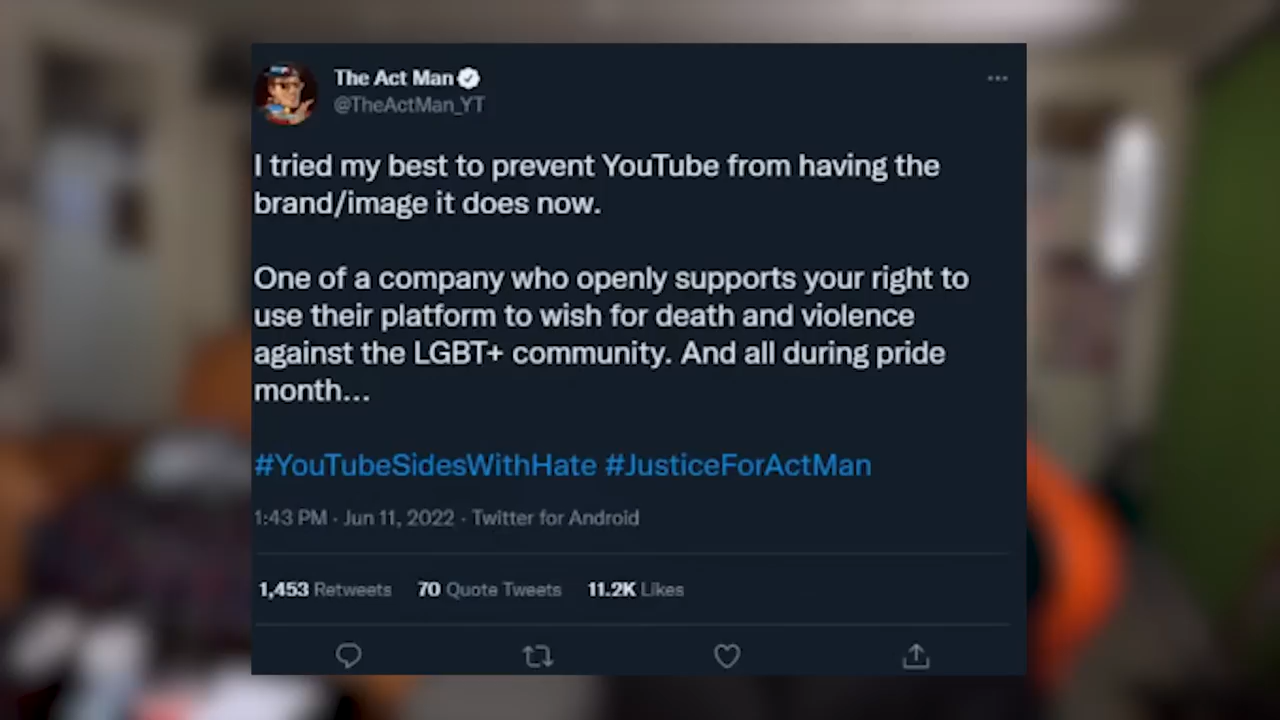 The Act Man
@TheActMan_YT
I tried my best to prevent YouTube from having the
brand/image it does now.
One of a company who openly supports your right to
use their platform to wish for death and violence
against the LGBT+ community. And all during pride
month...
#YouTubeSidesWithHate #JusticeForActMan
1:43 PM · Jun 11, 2022 · Twitter for Android
1,453 Retweets 70 Quote Tweets 11.2K Likes